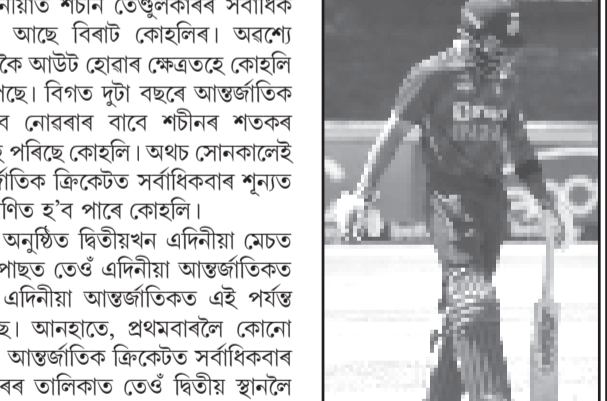 শচীন তেণ্ডুলকাৰৰ সৰ্বাধিক
আছে বিৰাট কোহলিৰ। অৱশ্যে
আউট হোৱাৰ ক্ষেত্ৰতহে কোহলি
বিগত দুটা বছৰে আন্তৰ্জাতিক
নোৱৰাৰ বাবে শচীনৰ শতকৰ
পৰিছে কোহলি। অথচ সোনকালেই
ক্ৰিকেটত সৰ্বাধিকবাৰ শূন্যত
হ’ব পাৰে কোহলি।
অনুষ্ঠিত দ্বিতীয়খন এদিনীয়া মেচত
তেওঁ এদিনীয়া আন্তৰ্জাতিকত
এদিনীয়া আন্তৰ্জাতিকত এই পৰ্যন্ত
আনহাতে, প্ৰথমবাৰলৈ কোনো
আন্তৰ্জাতিক ক্ৰিকেটত সৰ্বাধিকবাৰ
তালিকাত তেওঁ দ্বিতীয় স্থানলৈ
INDIA